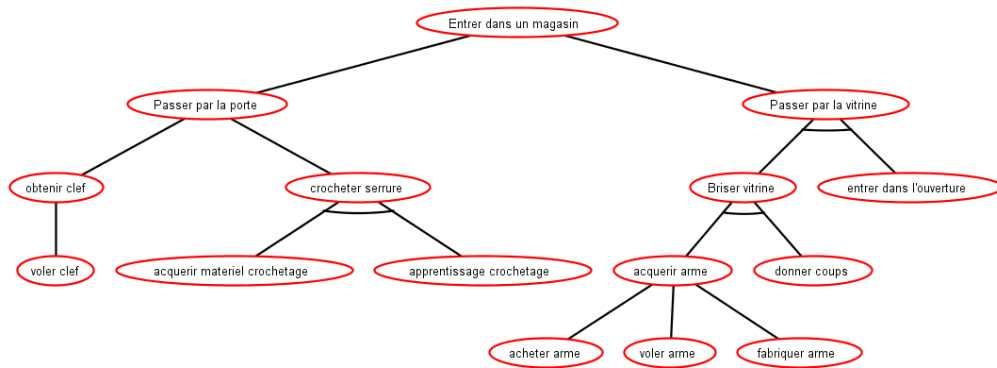 Entrer dans un magasin
Passer par la porte
Passer par la vitrine
obtenir clef
crocheter serrure
Briser vitrine
entrer dans l'ouverture
voler clef
acquerir materiel crochetage
apprentissage crochetage
acquerir arme
donner coups
acheter arme
voler arme
fabriquer arme